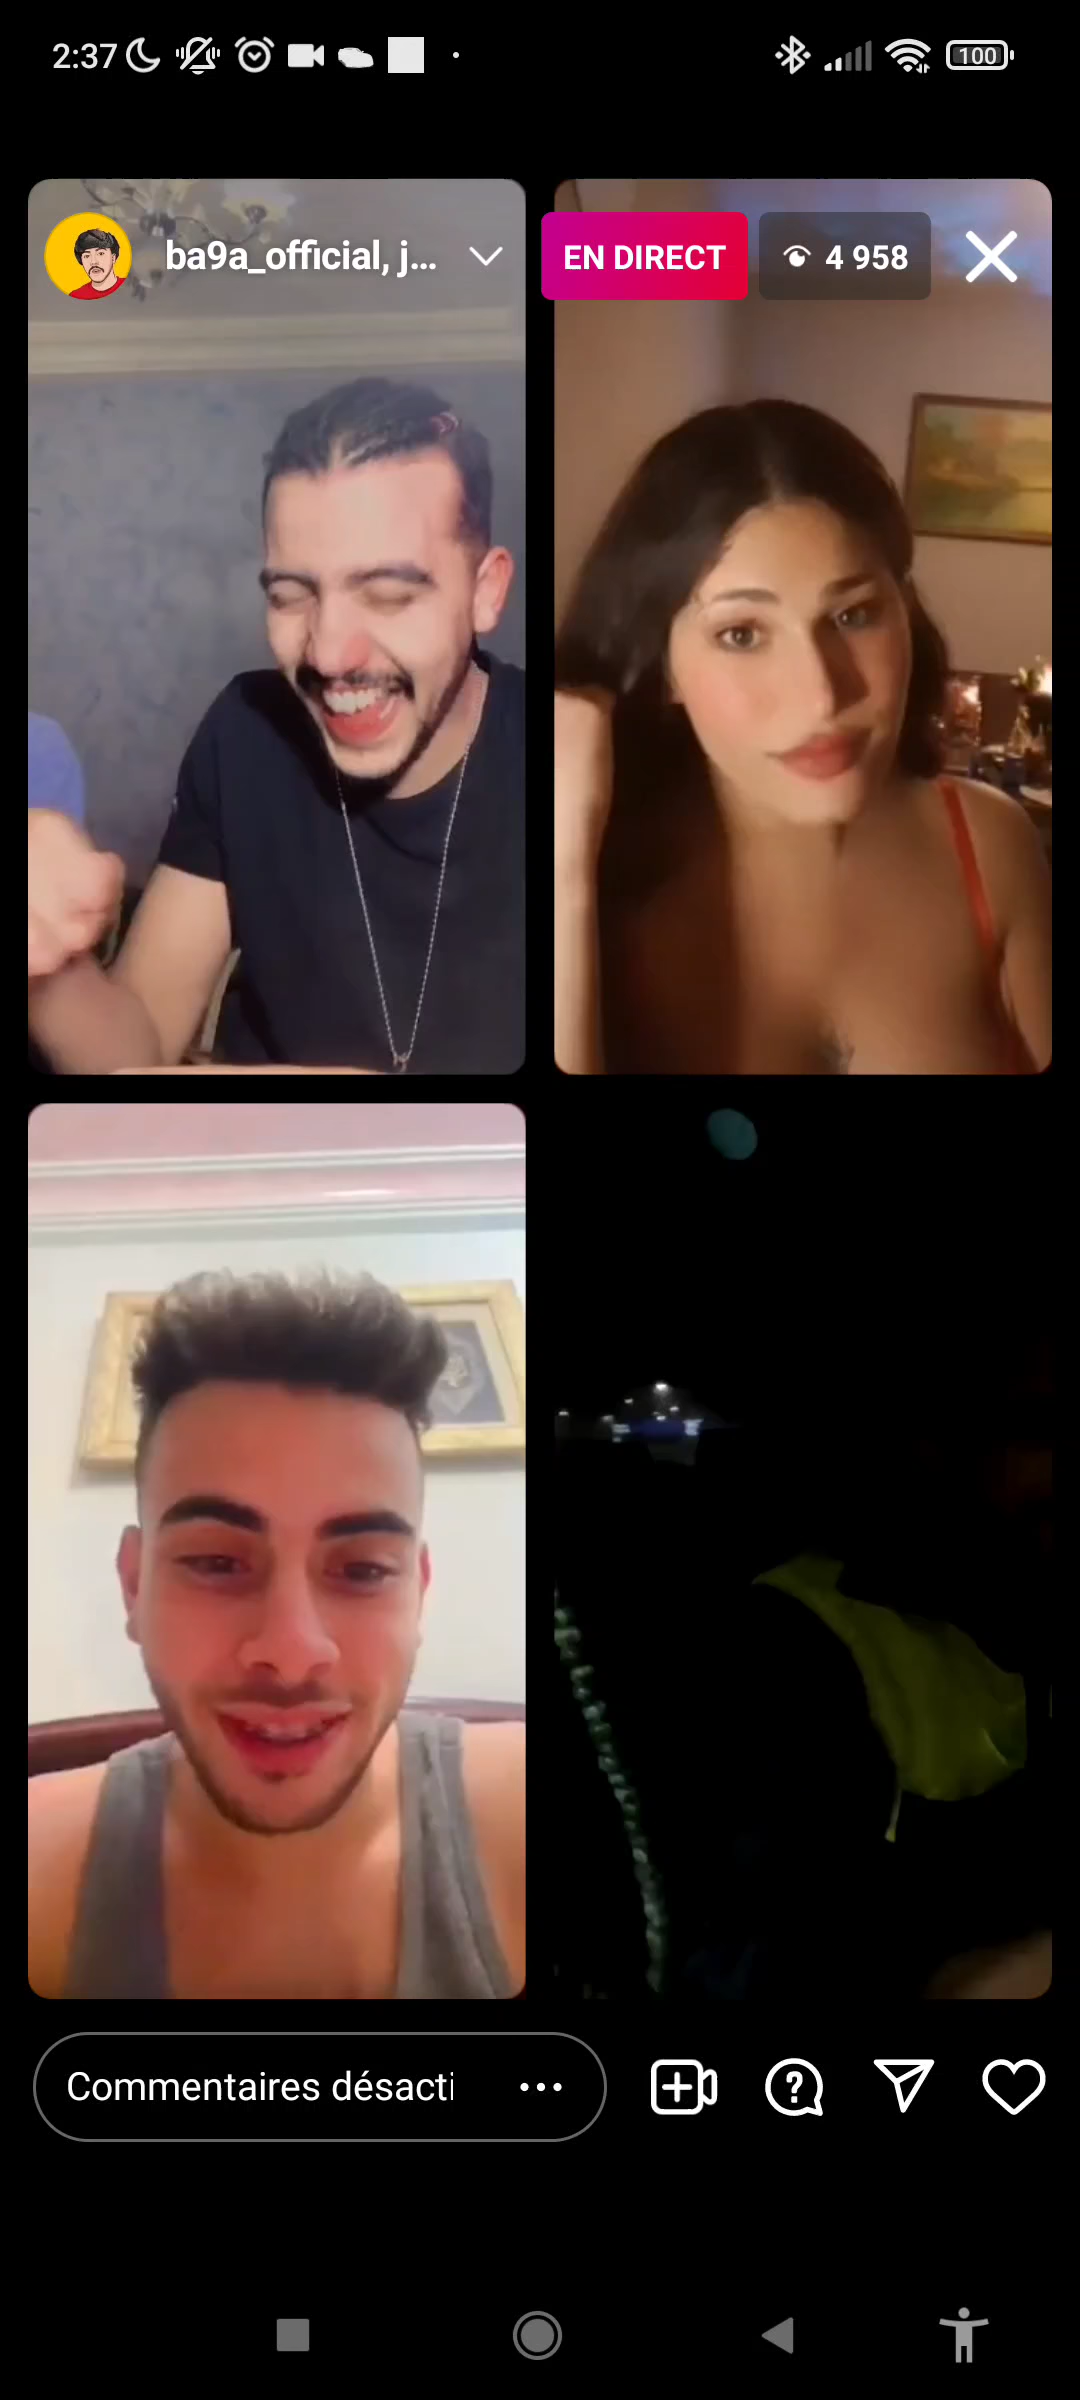 2:37
100
ba9a_official, j...
EN DIRECT
4 958
Commentaires désacti